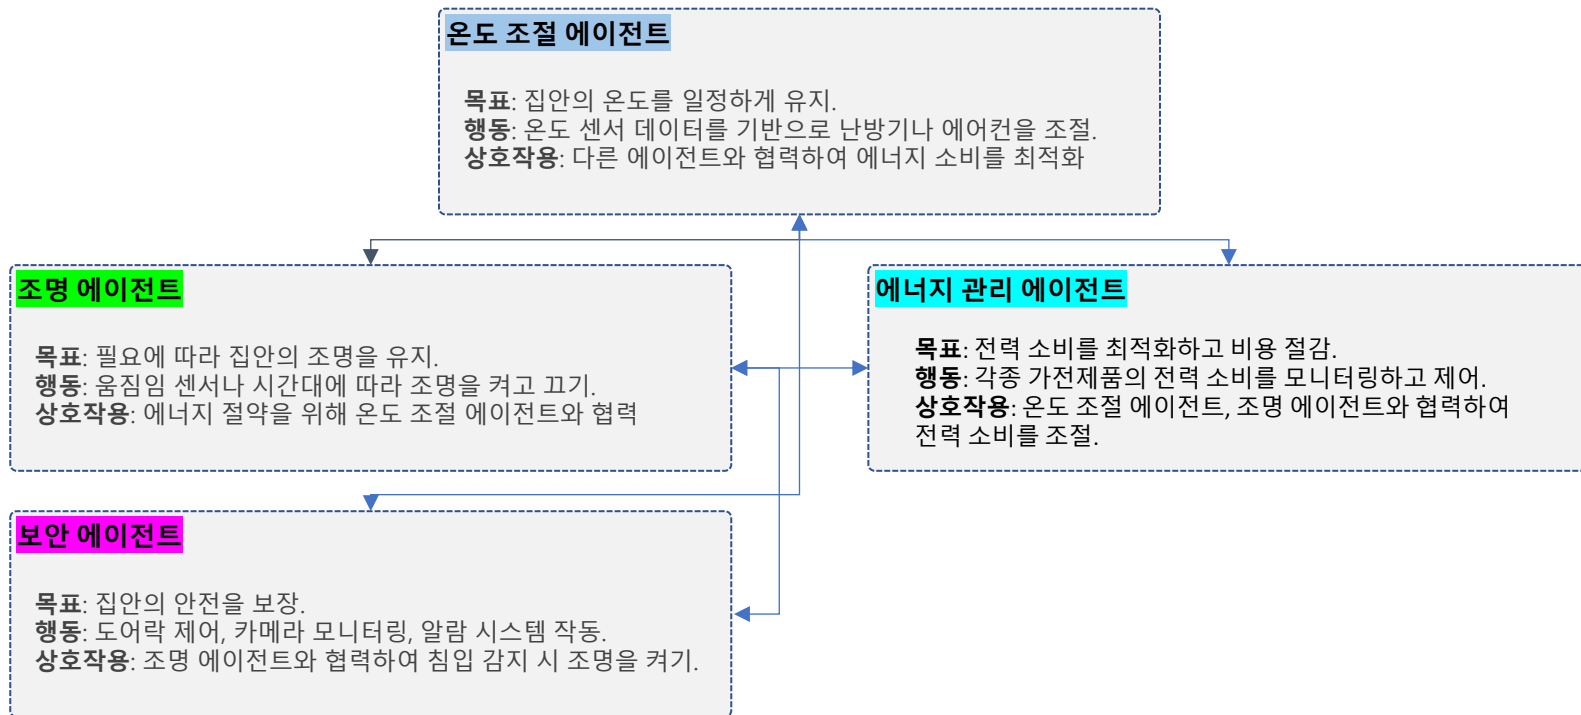 온도 조절 에이전트
목표: 집안의 온도를 일정하게 유지.
행동: 온도 센서 데이터를 기반으로 난방기나 에어컨을 조절.
상호작용: 다른 에이전트와 협력하여 에너지 소비를 최적화
조명 에이전트
목표: 필요에 따라 집안의 조명을 유지.
행동: 움짐임 센서나 시간대에 따라 조명을 켜고 끄기.
상호작용: 에너지 절약을 위해 온도 조절 에이전트와 협력
에너지 관리 에이전트
목표: 전력 소비를 최적화하고 비용 절감.
행동: 각종 가전제품의 전력 소비를 모니터링하고 제어.
상호작용: 온도 조절 에이전트, 조명 에이전트와 협력하여
전력 소비를 조절.
보안 에이전트
목표: 집안의 안전을 보장.
행동: 도어락 제어, 카메라 모니터링, 알람 시스템 작동.
상호작용: 조명 에이전트와 협력하여 침입 감지 시 조명을 켜기.